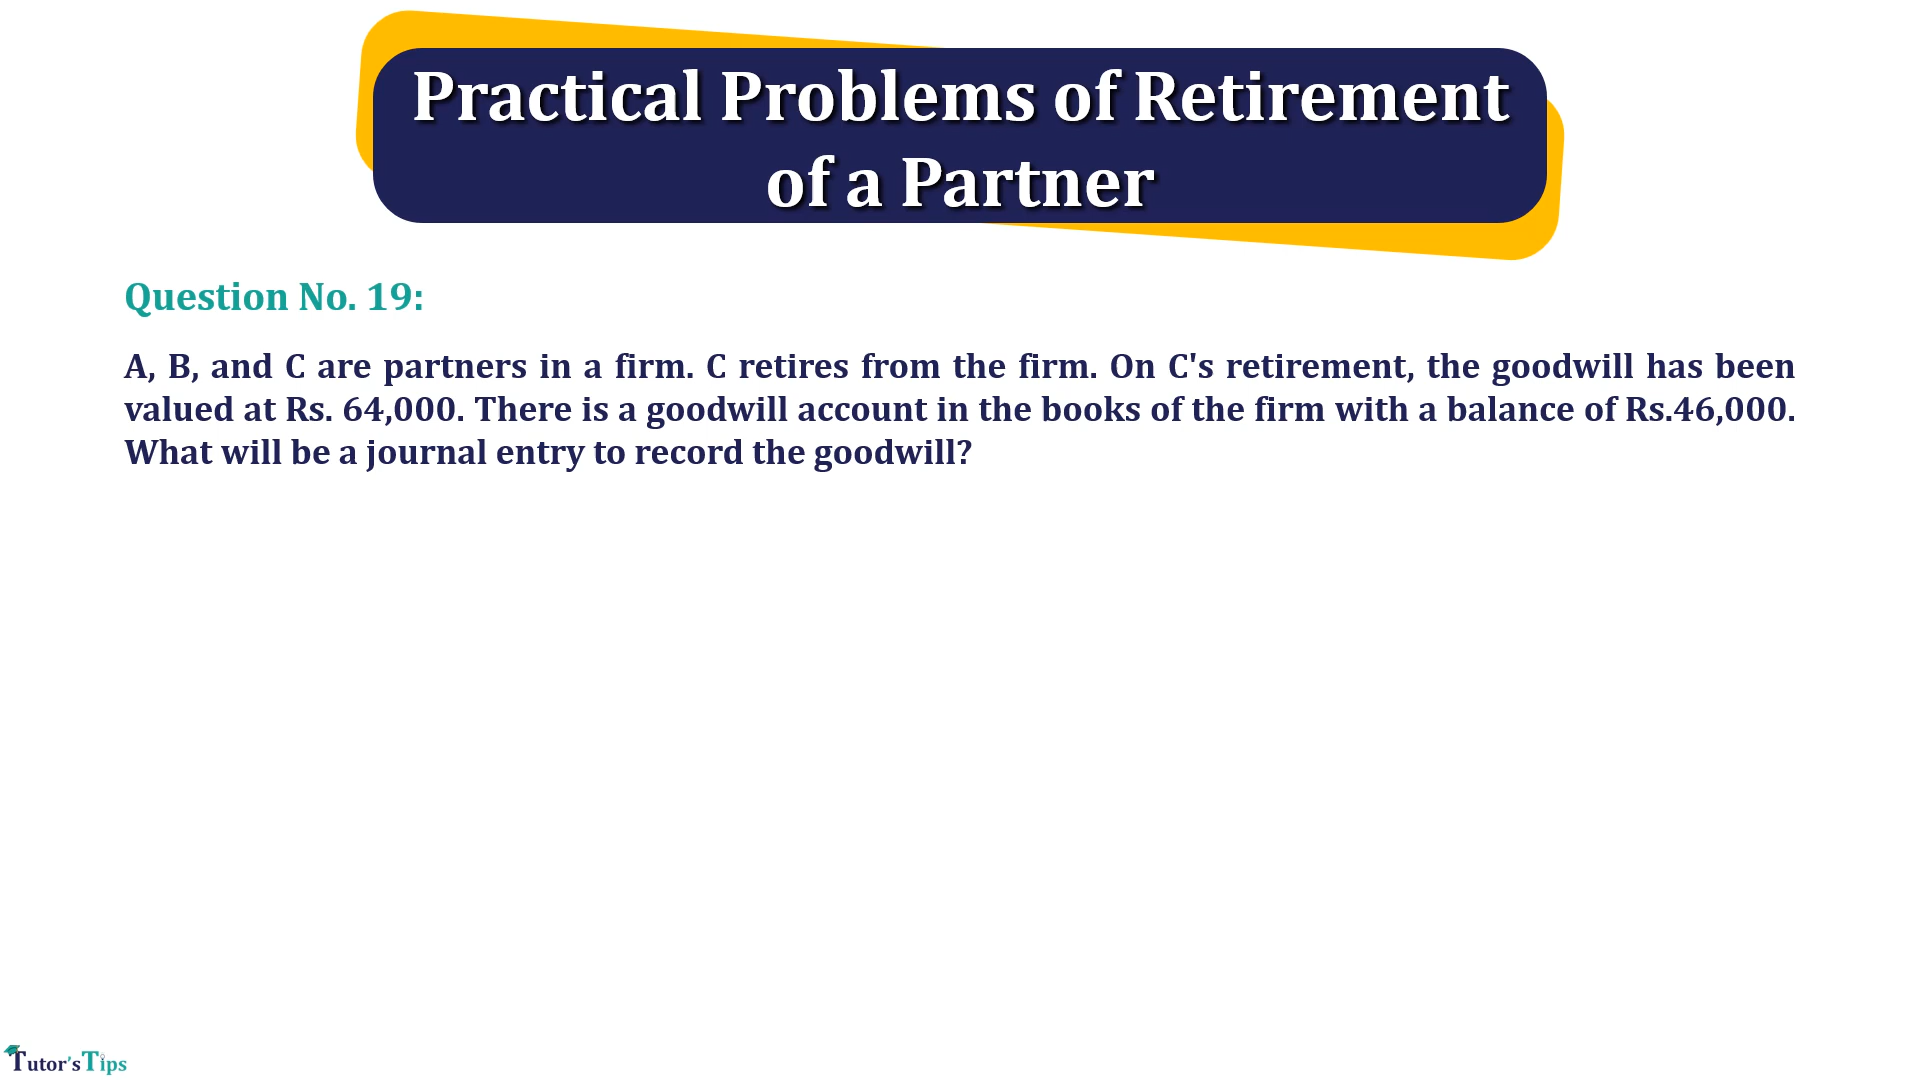 Practical Problems of Retirement
of a Partner
Question No. 19:
A, B, and C are partners in a firm. C retires from the firm. On C's retirement, the goodwill has been
valued at Rs. 64,000. There is a goodwill account in the books of the firm with a balance of Rs.46,000.
What will be a journal entry to record the goodwill?
Tutor'sTips